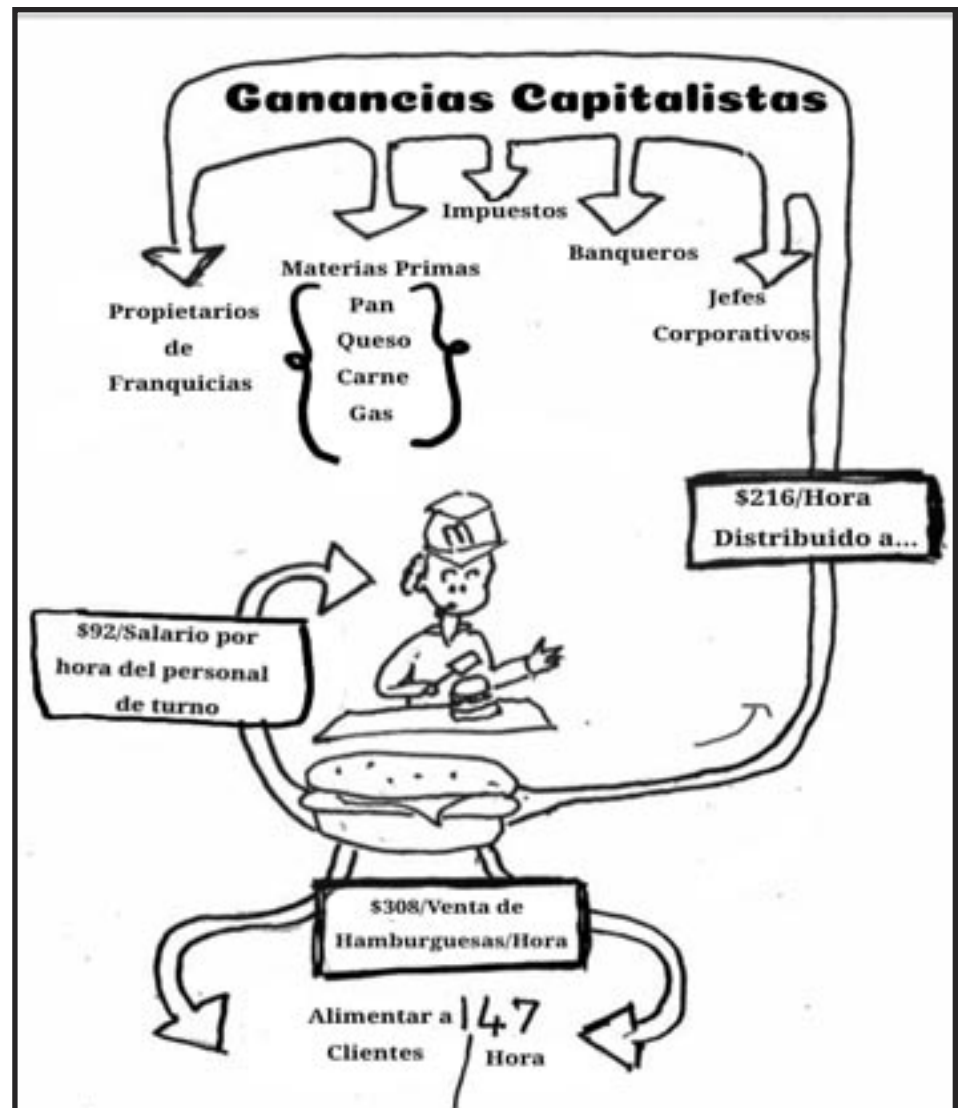 Ganancias Capitalistas
Impuestos
Banqueros
Materias Primas
Jefes
Corporativos
Propietarios
de
Franquicias
Pan
Queso
Carne
Gas
$216/Hora
Distribuido a...
m
$92/Salario por
hora del personal
de turno
$308/Venta de
Hamburguesas/Hora
Alimentar a 147
Clientes / Hora